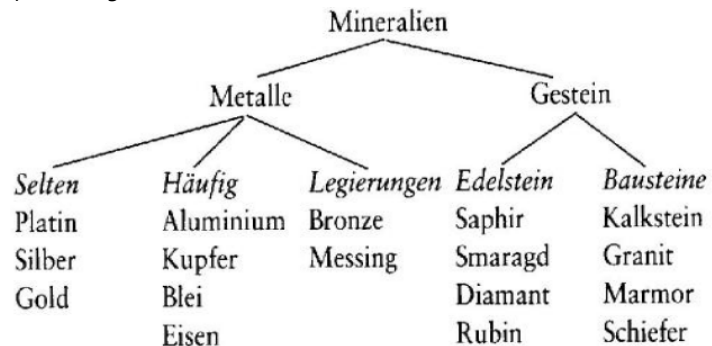 Mineralien
Metalle Gestein
Selten Häufig Legierungen Edelstein Bausteine
Platin Aluminium Bronze Saphir Kalkstein
Silber Kupfer Messing Smaragd Granit
Gold Blei Diamant Marmor
Eisen Rubin Schiefer